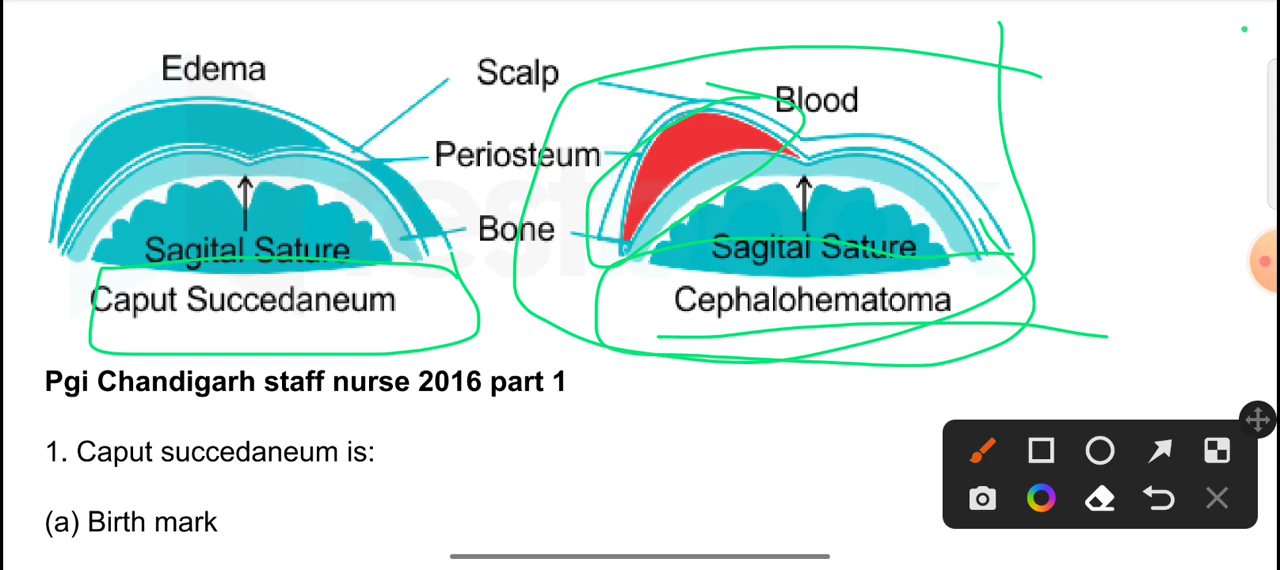 Edema
Scalp
Blood
Periosteum
Bone
Sagital Sature
Sagital Sature
Caput Succedaneum
Cephalohematoma
Pgi Chandigarh staff nurse 2016 part 1
1. Caput succedaneum is:
(a) Birth mark